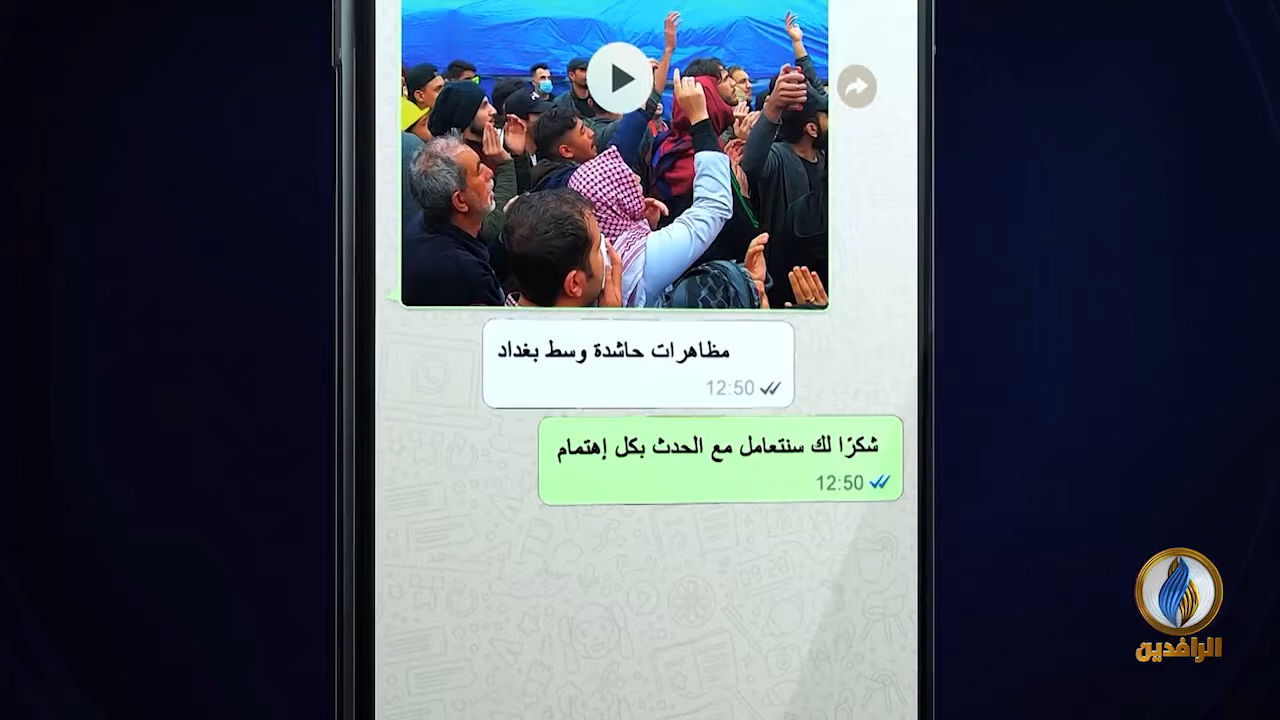 مظاهرات حاشدة وسط بغداد
12:50
شكرًا لك سنتعامل مع الحدث بكل إهتمام
12:50
الرافدين